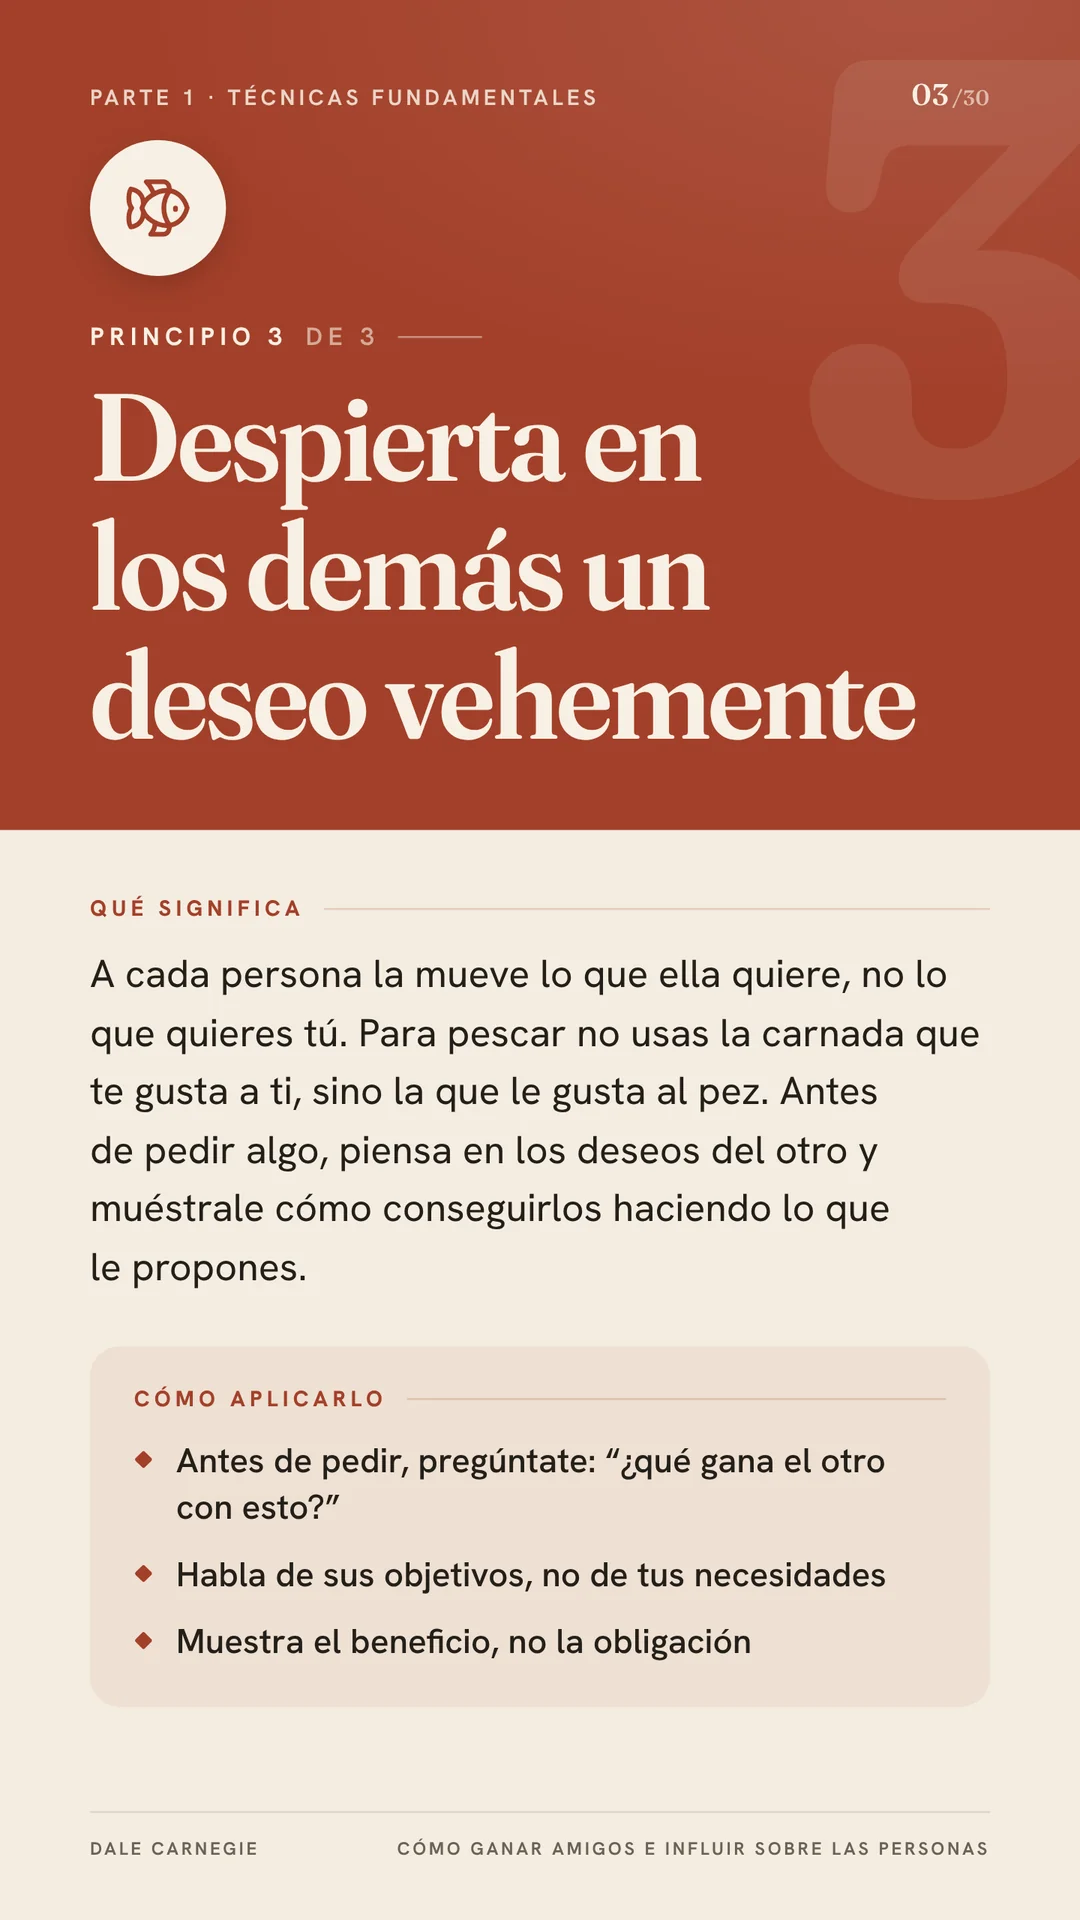 PARTE 1 · TÉCNICAS FUNDAMENTALES
03/30
3
PRINCIPIO 3 DE 3
Despierta en
los demás un
deseo vehemente
QUÉ SIGNIFICA
A cada persona la mueve lo que ella quiere, no lo
que quieres tú. Para pescar no usas la carnada que
te gusta a ti, sino la que le gusta al pez. Antes
de pedir algo, piensa en los deseos del otro y
muéstrale cómo conseguirlos haciendo lo que
le propones.
CÓMO APLICARLO
Antes de pedir, pregúntate: “¿qué gana el otro
con esto?”
Habla de sus objetivos, no de tus necesidades
Muestra el beneficio, no la obligación
DALE CARNEGIE
CÓMO GANAR AMIGOS E INFLUIR SOBRE LAS PERSONAS